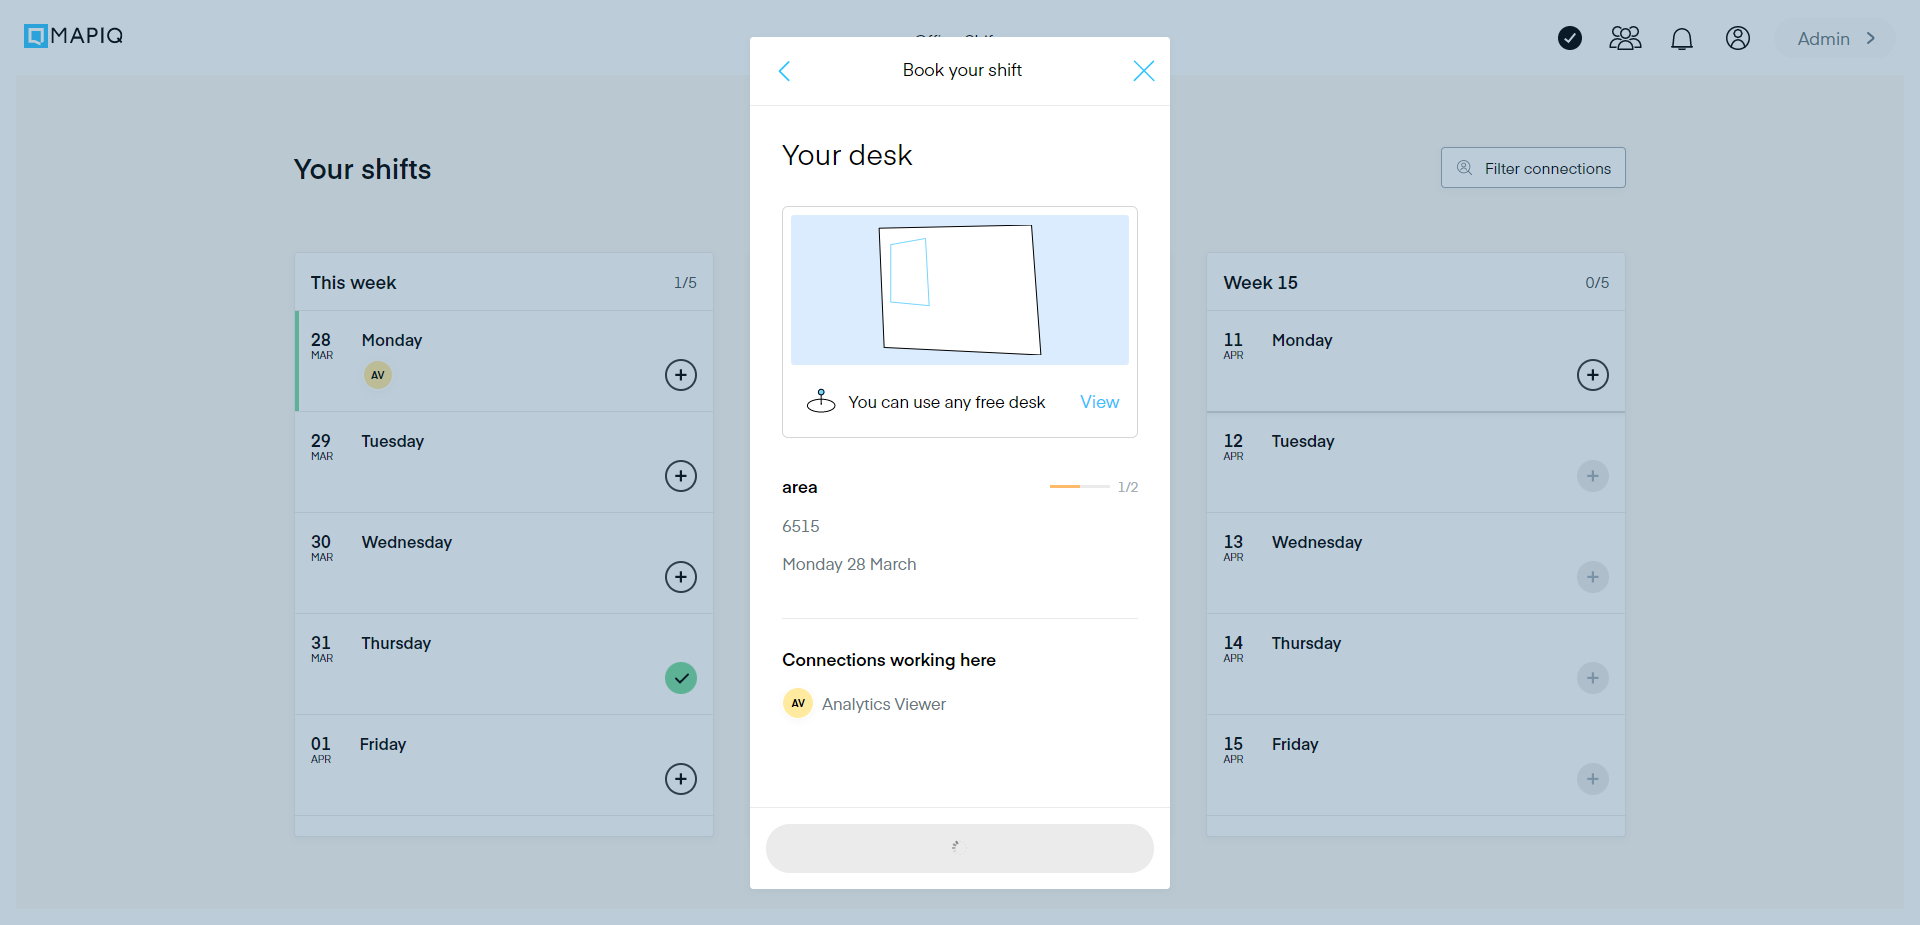 MAPIQ
Admin
Book your shift
Your shifts
Filter connections
Your desk
You can use any free desk
View
area
1/2
6515
Monday 28 March
Connections working here
AV
Analytics Viewer
This week
1/5
28
MAR
Monday
AV
29
MAR
Tuesday
30
MAR
Wednesday
31
MAR
Thursday
01
APR
Friday
Week 15
0/5
11
APR
Monday
12
APR
Tuesday
13
APR
Wednesday
14
APR
Thursday
15
APR
Friday